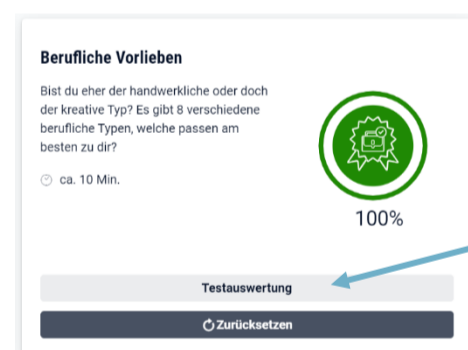 Berufliche Vorlieben
Bist du eher der handwerkliche oder doch
der kreative Typ? Es gibt 8 verschiedene
berufliche Typen, welche passen am
besten zu dir?
ca. 10 Min.
100%
Testauswertung
Zurücksetzen